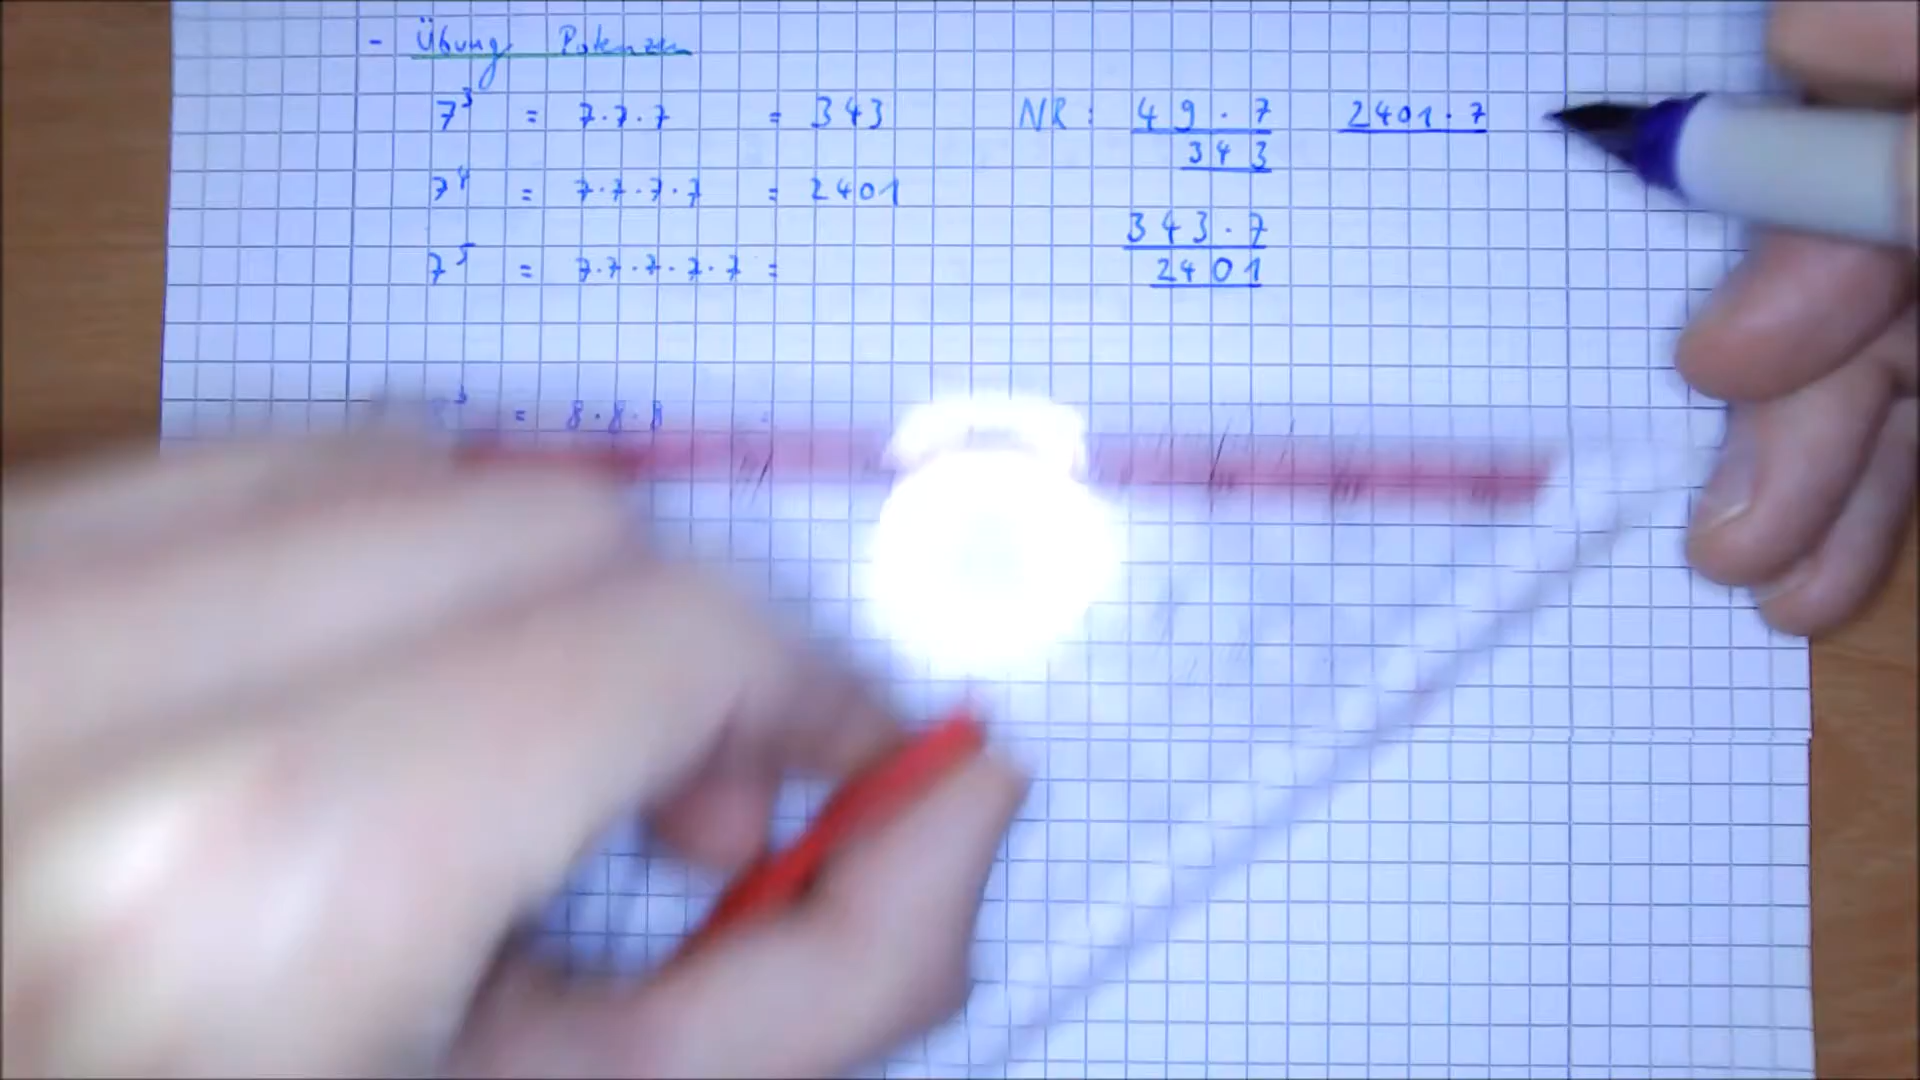 - Übung Potenzen
7³ = 7·7·7 = 343 NR: 49·7 2401·7
343
7⁴ = 7·7·7·7 = 2401
343·7
7⁵ = 7·7·7·7·7 = 2401
8³ = 8·8·8 =